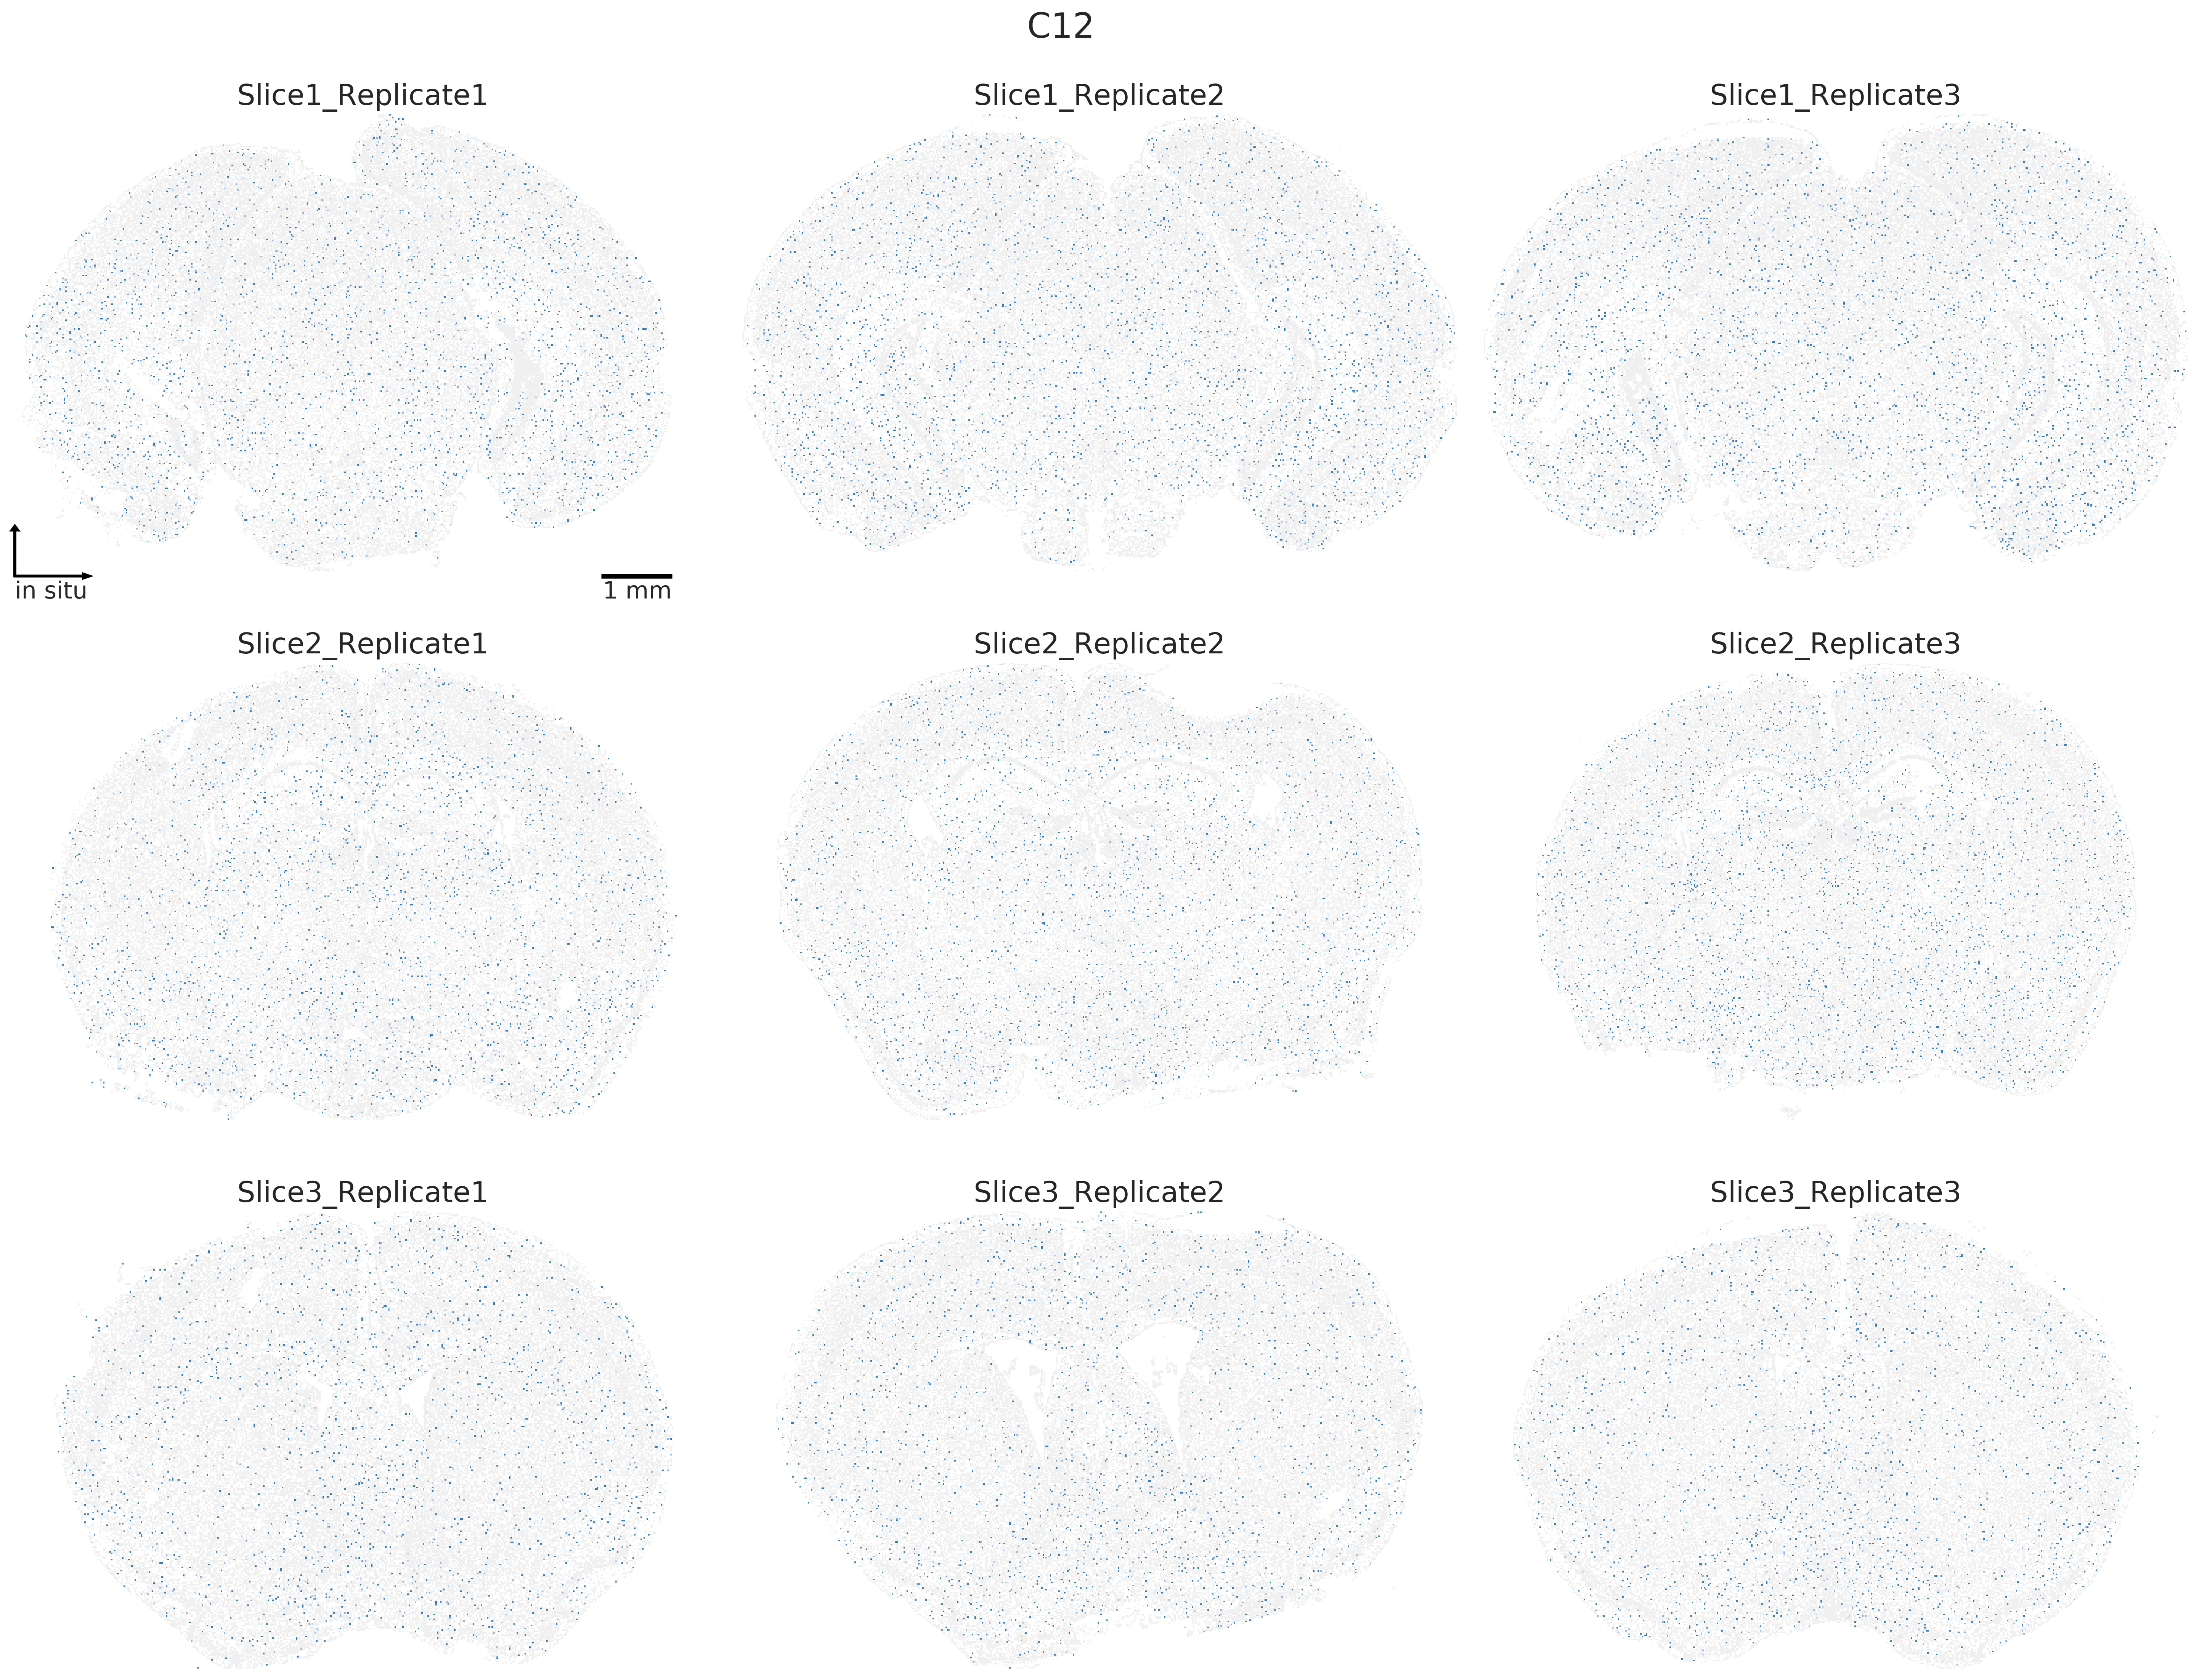 C12
Slice1_Replicate1
Slice1_Replicate2
Slice1_Replicate3
in situ
1 mm
Slice2_Replicate1
Slice2_Replicate2
Slice2_Replicate3
Slice3_Replicate1
Slice3_Replicate2
Slice3_Replicate3